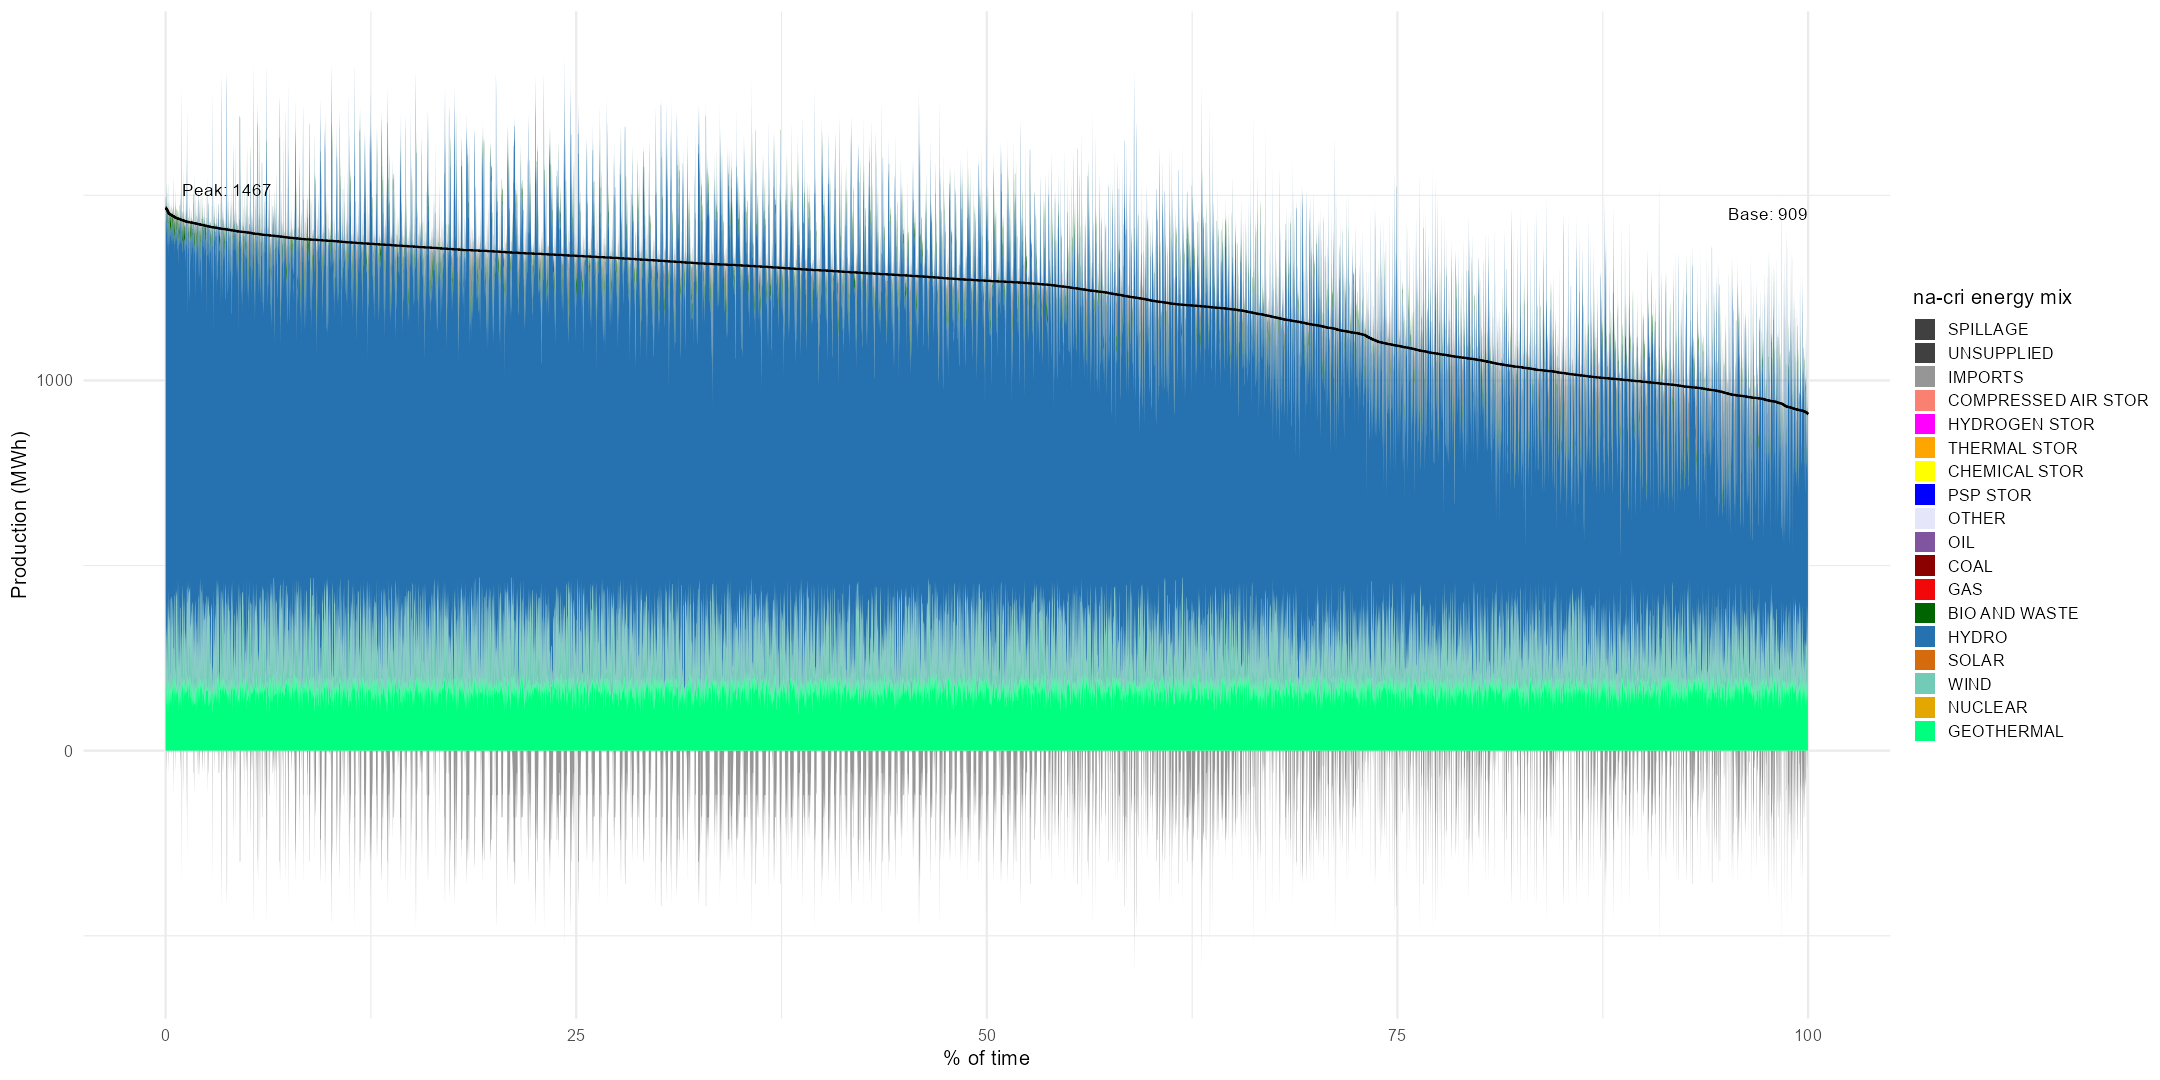 Peak: 1467
Base: 909
Production (MWh)
1000
0
0
25
50
75
100
% of time
na-cri energy mix
SPILLAGE
UNSUPPLIED
IMPORTS
COMPRESSED AIR STOR
HYDROGEN STOR
THERMAL STOR
CHEMICAL STOR
PSP STOR
OTHER
OIL
COAL
GAS
BIO AND WASTE
HYDRO
SOLAR
WIND
NUCLEAR
GEOTHERMAL